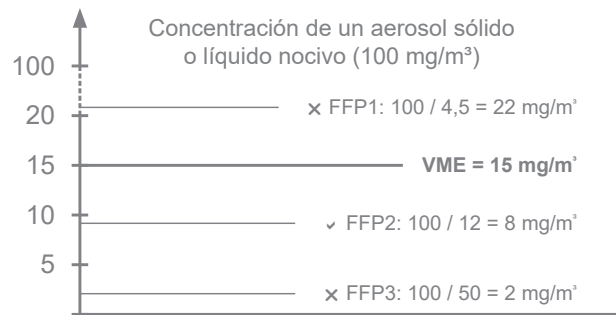 Concentración de un aerosol sólido
o líquido nocivo (100 mg/m³)
100
× FFP1: 100 / 4,5 = 22 mg/m³
20
15
VME = 15 mg/m³
10
✓ FFP2: 100 / 12 = 8 mg/m³
5
× FFP3: 100 / 50 = 2 mg/m³